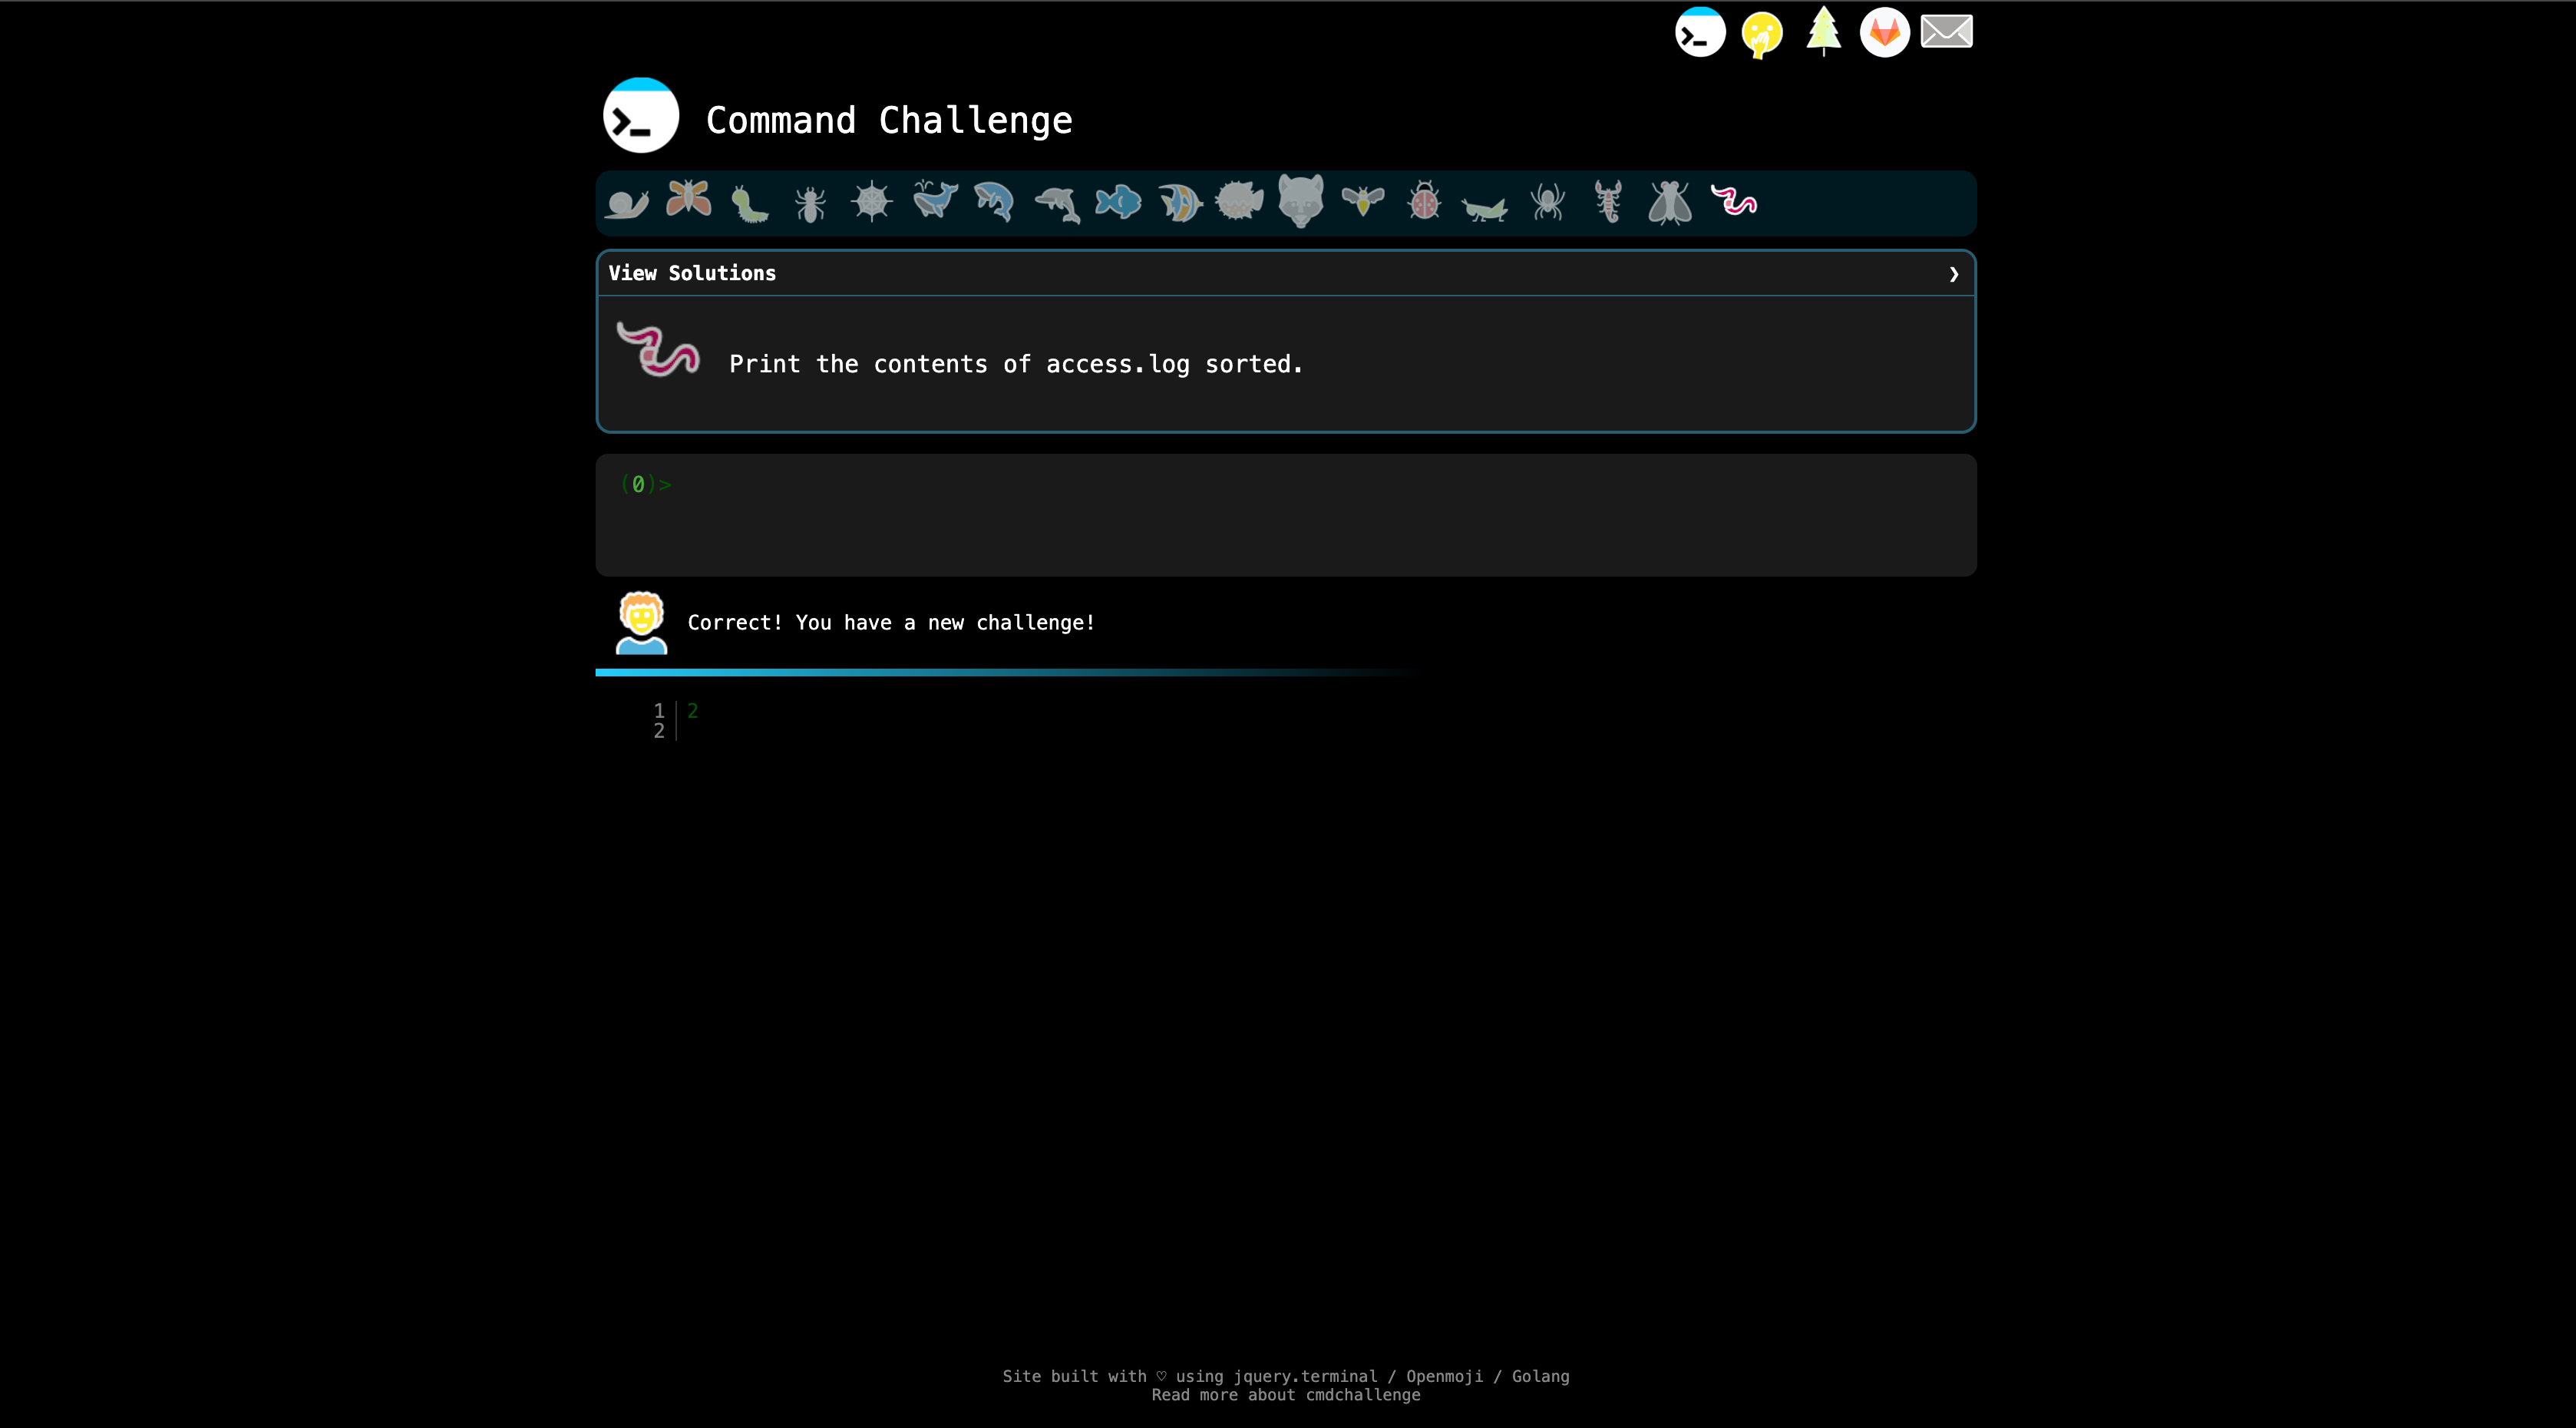 Command Challenge
View Solutions ❯
Print the contents of access.log sorted.
(0)>
Correct! You have a new challenge!
1 2
2
Site built with ♡ using jquery.terminal / Openmoji / Golang
Read more about cmdchallenge